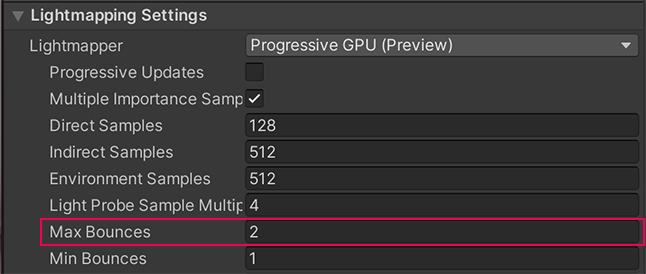 Lightmapping Settings
Lightmapper Progressive GPU (Preview)
Progressive Updates
Multiple Importance Samp
Direct Samples 128
Indirect Samples 512
Environment Samples 512
Light Probe Sample Multip 4
Max Bounces 2
Min Bounces 1